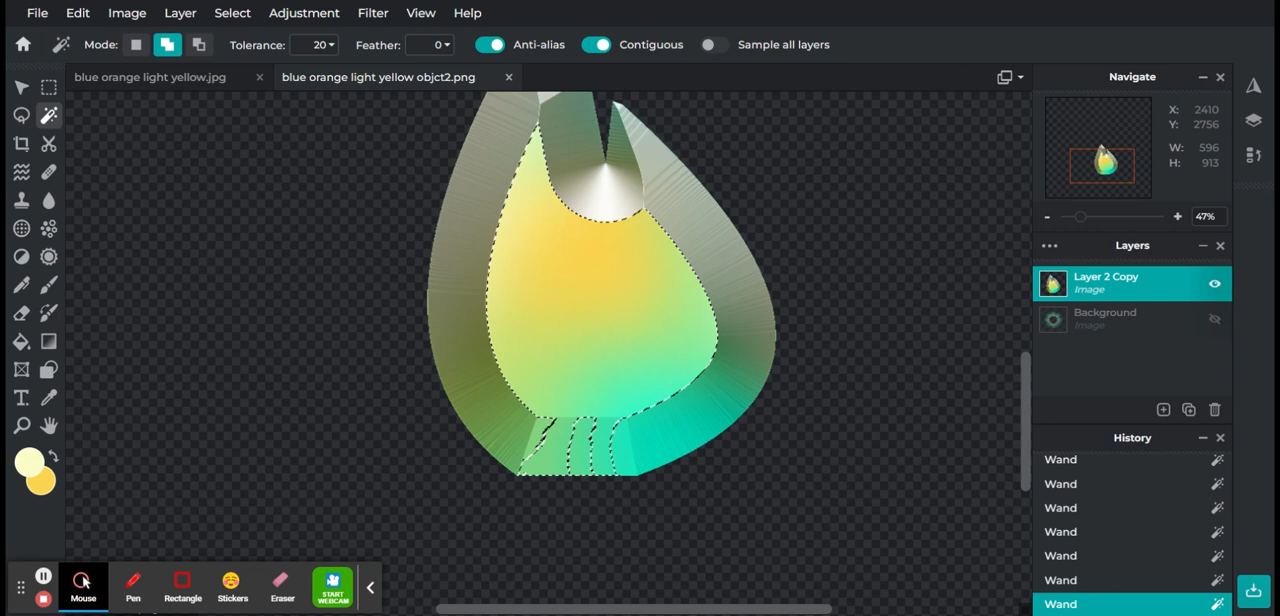 File Edit Image Layer Select Adjustment Filter View Help
Mode: Tolerance: 20 Feather: 0 Anti-alias Contiguous Sample all layers
blue orange light yellow.jpg × blue orange light yellow objct2.png ×
Navigate
X: 2410
Y: 2756
W: 596
H: 913
- + 47%
Layers
Layer 2 Copy
Image
Background
Image
History
Wand
Wand
Wand
Wand
Wand
Wand
Wand
T.
Mouse Pen Rectangle Stickers Eraser START
WEBCAM